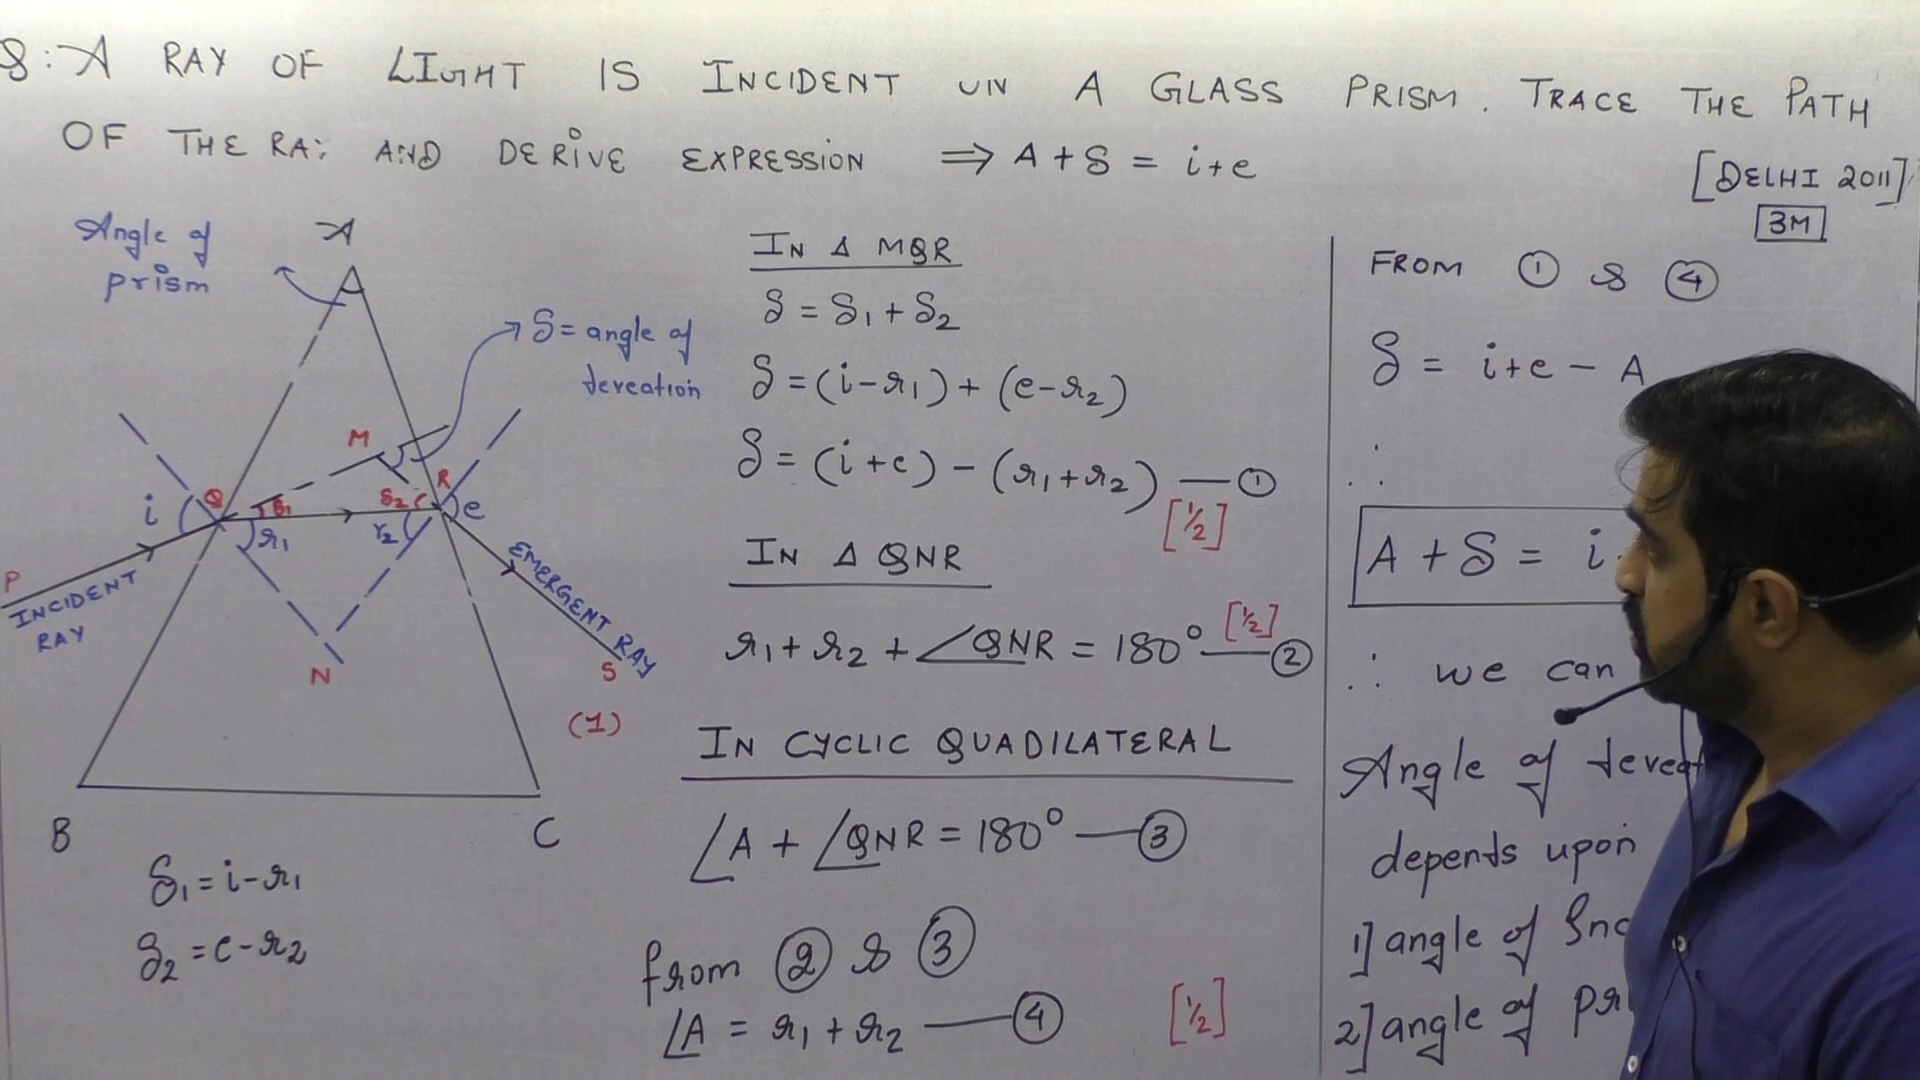 Q: A RAY OF LIGHT IS INCIDENT ON A GLASS PRISM. TRACE THE PATH
OF THE RAY AND DERIVE EXPRESSION ⇒ A + δ = i + e
[DELHI 2011]
3M
Angle of
prism
A
δ = angle of
deveation
M
Q
R
i
δ1
δ2
e
r1
r2
P
INCIDENT
RAY
EMERGENT RAY
S
N
(1)
B
C
δ1 = i - r1
δ2 = e - r2
IN Δ MQR
δ = δ1 + δ2
δ = (i - r1) + (e - r2)
δ = (i + e) - (r1 + r2) — ①
[1/2]
IN Δ QNR
r1 + r2 + ∠QNR = 180° — ②
[1/2]
IN CYCLIC QUADILATERAL
∠A + ∠QNR = 180° — ③
from ② & ③
∠A = r1 + r2 — ④
[1/2]
FROM ① & ④
δ = i + e - A
∴
A + δ = i
∴ we can
Angle of deveat
depends upon
1] angle of Inc
2] angle of pri